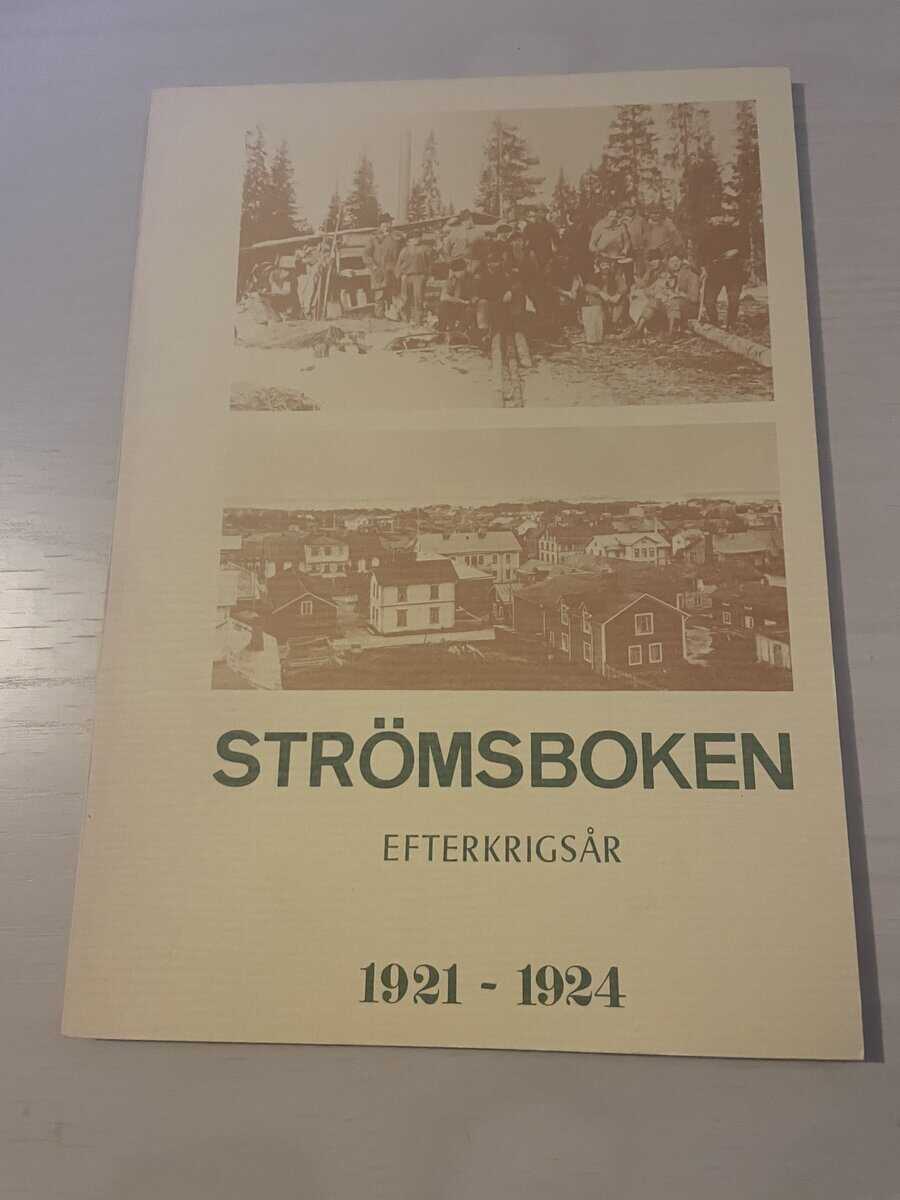 STRÖMSBOKEN
EFTERKRIGSÅR
1921 - 1924